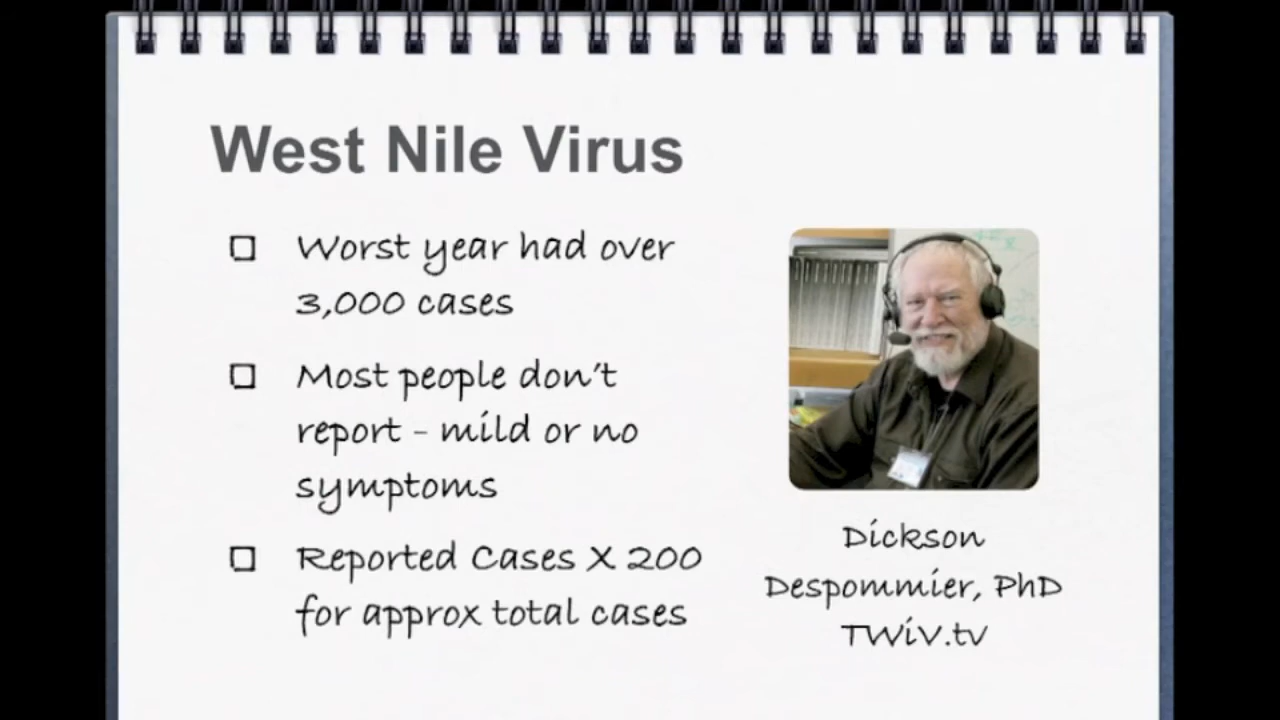 West Nile Virus
Worst year had over
3,000 cases
Most people don't
report - mild or no
symptoms
Reported Cases X 200
for approx total cases
Dickson
Despommier, PhD
TWiV.tv